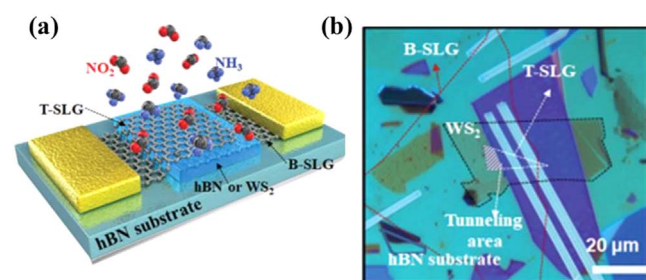 (a)
NO2
NH3
T-SLG
B-SLG
hBN or WS2
hBN substrate
(b)
B-SLG
T-SLG
WS2
Tunneling
area
hBN substrate
20 μm